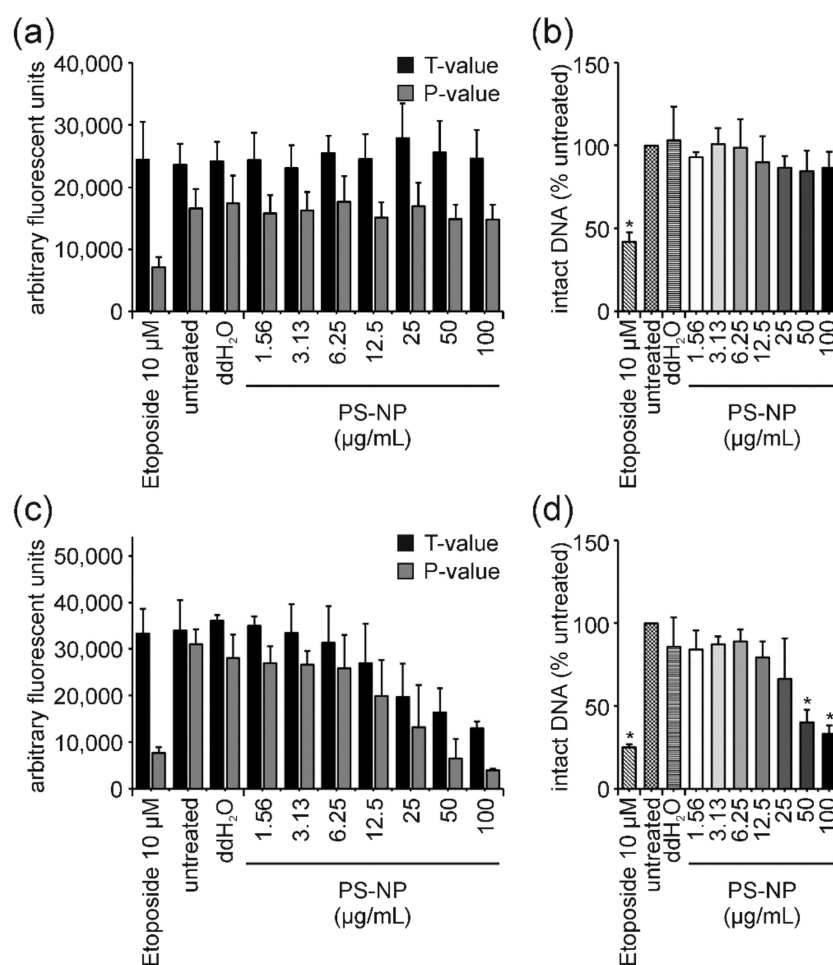 (a)
arbitrary fluorescent units
40,000
30,000
20,000
10,000
0
T-value
P-value
Etoposide 10 µM
untreated
ddH₂O
1.56
3.13
6.25
12.5
25
50
100
PS-NP
(µg/mL)
(b)
intact DNA (% untreated)
150
100
50
0
*
Etoposide 10 µM
untreated
ddH₂O
1.56
3.13
6.25
12.5
25
50
100
PS-NP
(µg/mL)
(c)
arbitrary fluorescent units
50,000
40,000
30,000
20,000
10,000
0
T-value
P-value
Etoposide 10 µM
untreated
ddH₂O
1.56
3.13
6.25
12.5
25
50
100
PS-NP
(µg/mL)
(d)
intact DNA (% untreated)
150
100
50
0
*
*
*
Etoposide 10 µM
untreated
ddH₂O
1.56
3.13
6.25
12.5
25
50
100
PS-NP
(µg/mL)